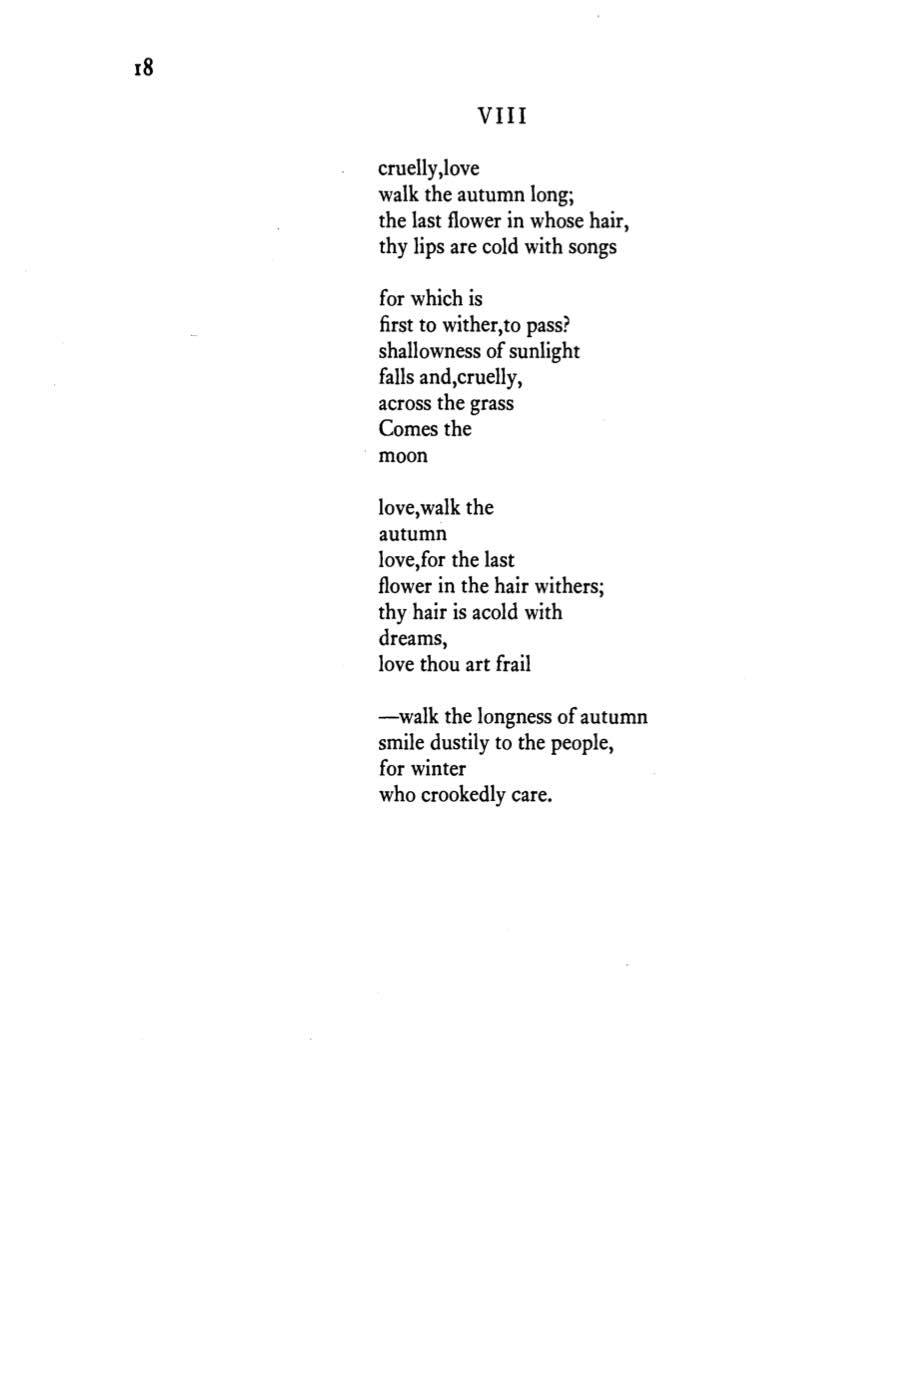 18
VIII
cruelly,love
walk the autumn long;
the last flower in whose hair,
thy lips are cold with songs
for which is
first to wither,to pass?
shallowness of sunlight
falls and,cruelly,
across the grass
Comes the
moon
love,walk the
autumn
love,for the last
flower in the hair withers;
thy hair is acold with
dreams,
love thou art frail
—walk the longness of autumn
smile dustily to the people,
for winter
who crookedly care.